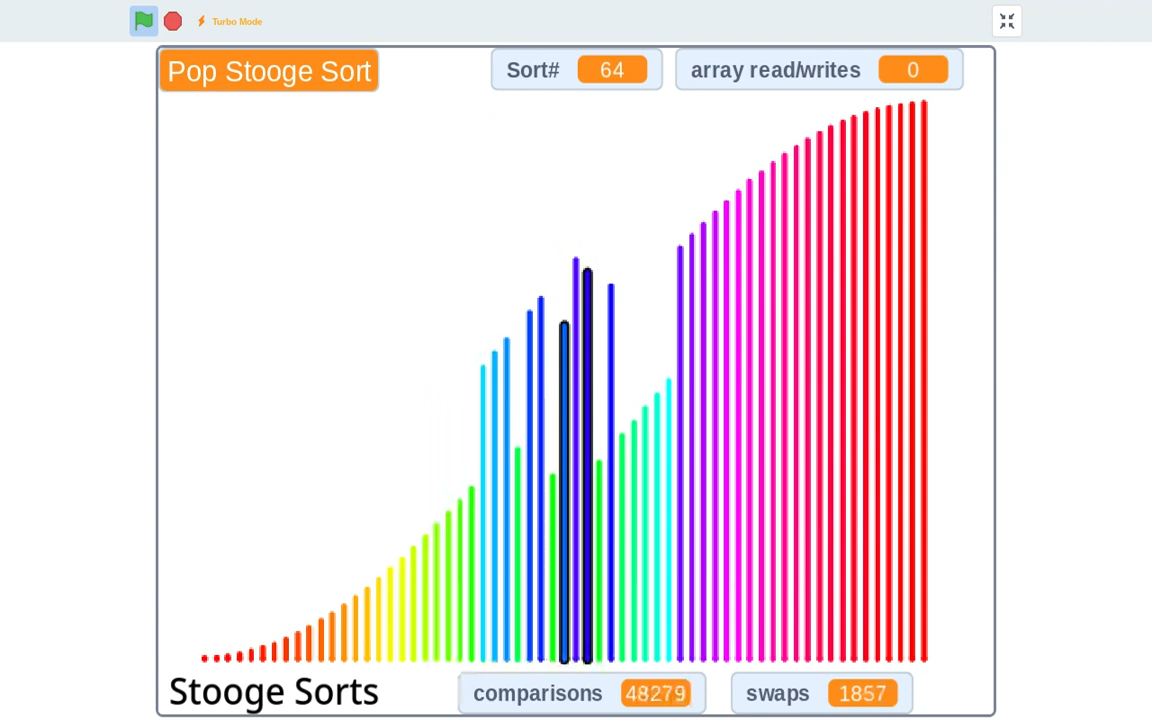 Turbo Mode
Pop Stooge Sort
Sort# 64
array read/writes 0
Stooge Sorts
comparisons 48279
swaps 1857